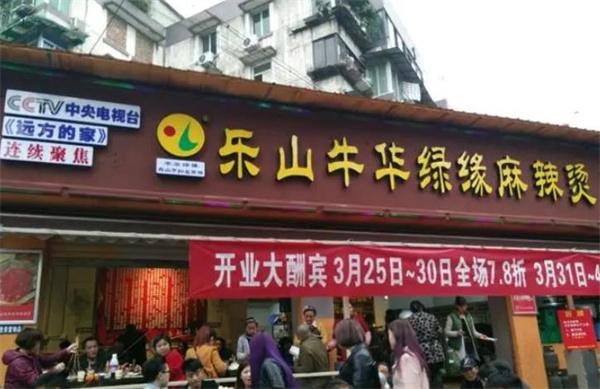 CCTV中央电视台
《远方的家》
连续聚焦
乐山牛华绿缘麻辣烫
开业大酬宾 3月25日~30日全场7.8折 3月31日~4